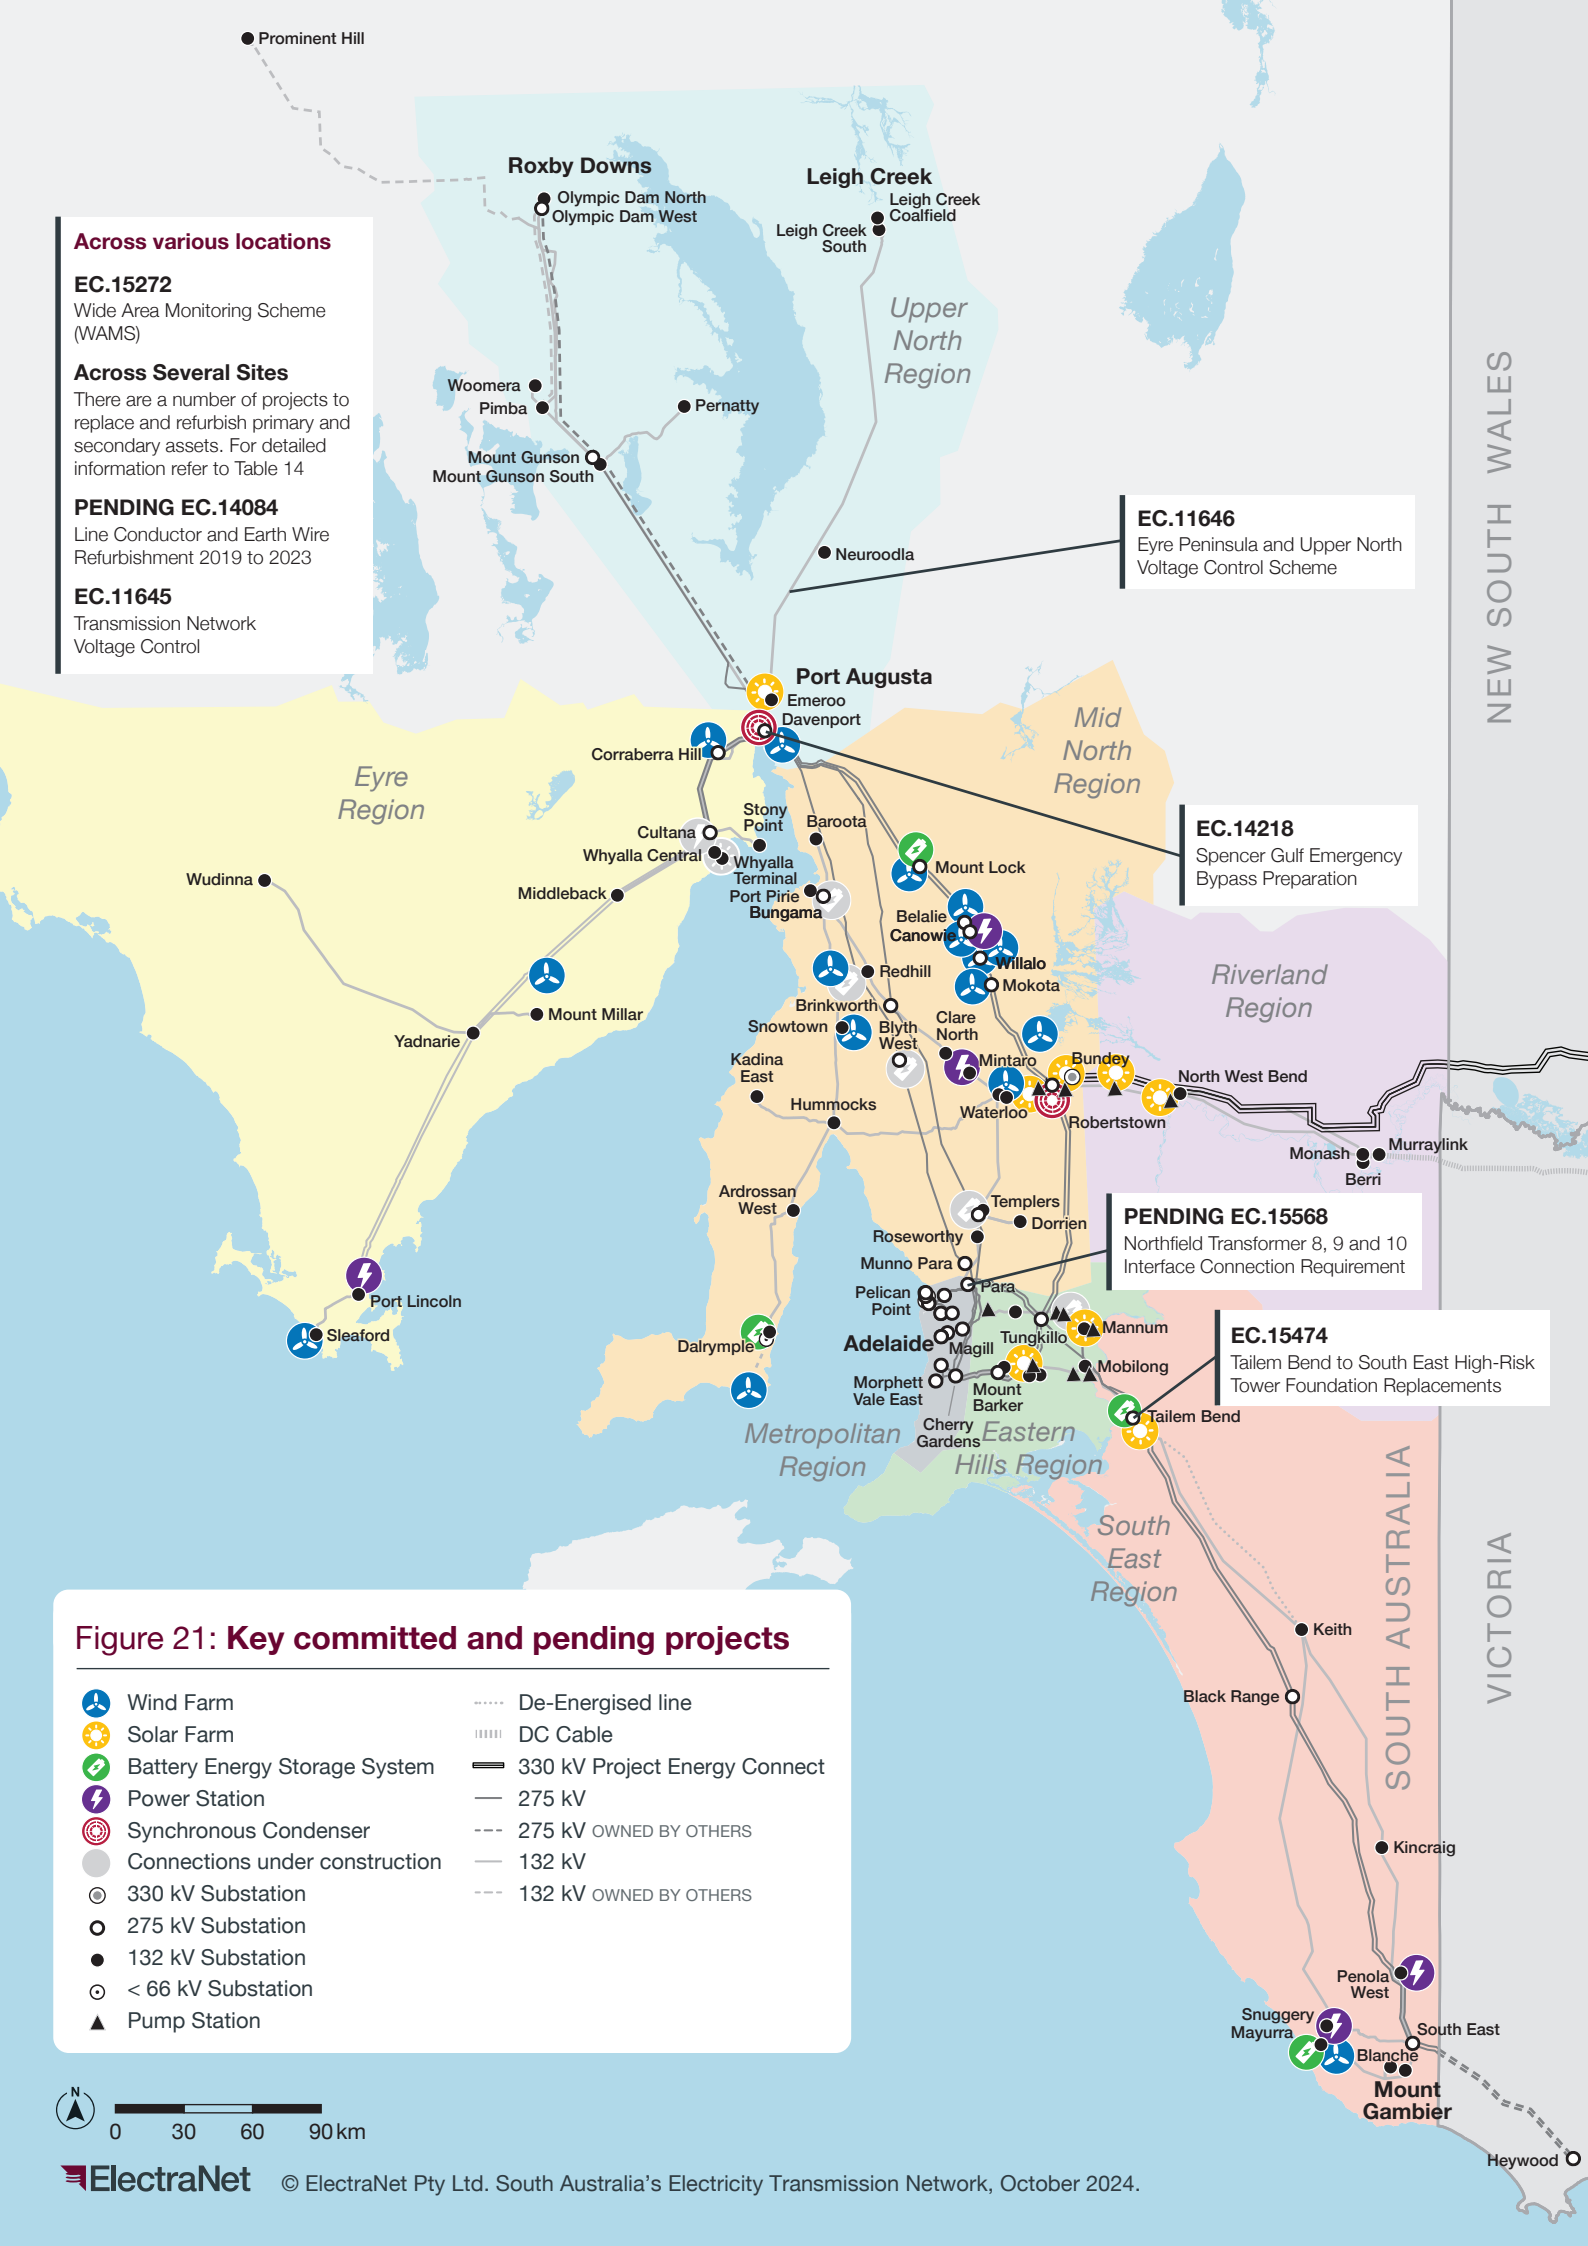 Prominent Hill
Roxby Downs
Olympic Dam North
Olympic Dam West
Leigh Creek
Leigh Creek
Coalfield
Leigh Creek
South
Across various locations
EC.15272
Wide Area Monitoring Scheme
(WAMS)
Across Several Sites
There are a number of projects to
replace and refurbish primary and
secondary assets. For detailed
information refer to Table 14
PENDING EC.14084
Line Conductor and Earth Wire
Refurbishment 2019 to 2023
EC.11645
Transmission Network
Voltage Control
Upper
North
Region
Woomera
Pimba
Pernatty
Mount Gunson
Mount Gunson South
NEW SOUTH WALES
EC.11646
Eyre Peninsula and Upper North
Voltage Control Scheme
Neuroodla
Port Augusta
Emeroo
Davenport
Corraberra Hill
Mid
North
Region
Eyre
Region
EC.14218
Spencer Gulf Emergency
Bypass Preparation
Stony
Point
Baroota
Cultana
Whyalla Central
Whyalla
Terminal
Mount Lock
Wudinna
Middleback
Port Pirie
Bungama
Belalie
Canowie
Willalo
Redhill
Mokota
Riverland
Region
Brinkworth
Mount Millar
Snowtown
Blyth
West
Clare
North
Yadnarie
Kadina
East
Mintaro
Bundey
North West Bend
Hummocks
Waterloo
Robertstown
Monash
Murraylink
Berri
Ardrossan
West
Templers
Dorrien
Roseworthy
PENDING EC.15568
Northfield Transformer 8, 9 and 10
Interface Connection Requirement
Munno Para
Para
Pelican
Point
Port Lincoln
Sleaford
Dalrymple
Adelaide
Magill
Tungkillo
Mannum
EC.15474
Tailem Bend to South East High-Risk
Tower Foundation Replacements
Mobilong
Morphett
Vale East
Mount
Barker
Cherry
Gardens
Tailem Bend
Metropolitan
Region
Eastern
Hills Region
South
East
Region
SOUTH AUSTRALIA
VICTORIA
Keith
Black Range
Kincraig
Penola
West
Snuggery
Mayurra
South East
Blanche
Mount
Gambier
Heywood
Figure 21: Key committed and pending projects
Wind Farm
Solar Farm
Battery Energy Storage System
Power Station
Synchronous Condenser
Connections under construction
330 kV Substation
275 kV Substation
132 kV Substation
< 66 kV Substation
Pump Station
De-Energised line
DC Cable
330 kV Project Energy Connect
275 kV
275 kV OWNED BY OTHERS
132 kV
132 kV OWNED BY OTHERS
N
0 30 60 90 km
ElectraNet
© ElectraNet Pty Ltd. South Australia's Electricity Transmission Network, October 2024.